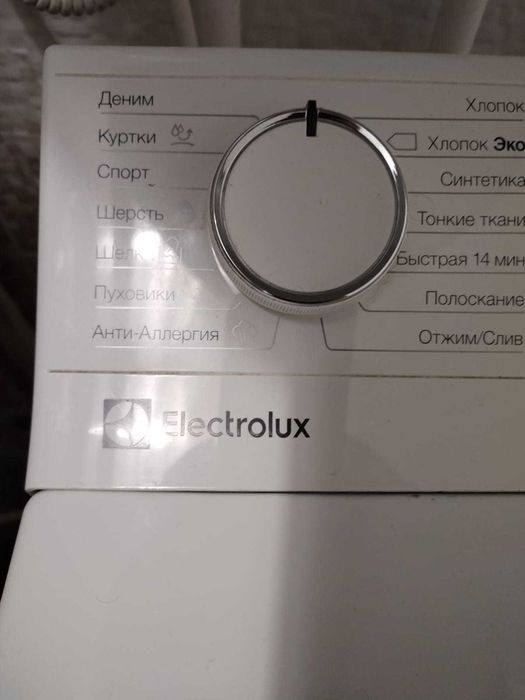 Деним
Куртки
Спорт
Шерсть
Шелк
Пуховики
Анти-Аллергия
Хлопок
Хлопок Эко
Синтетика
Тонкие ткани
Быстрая 14 мин
Полоскание
Отжим/Слив
Electrolux